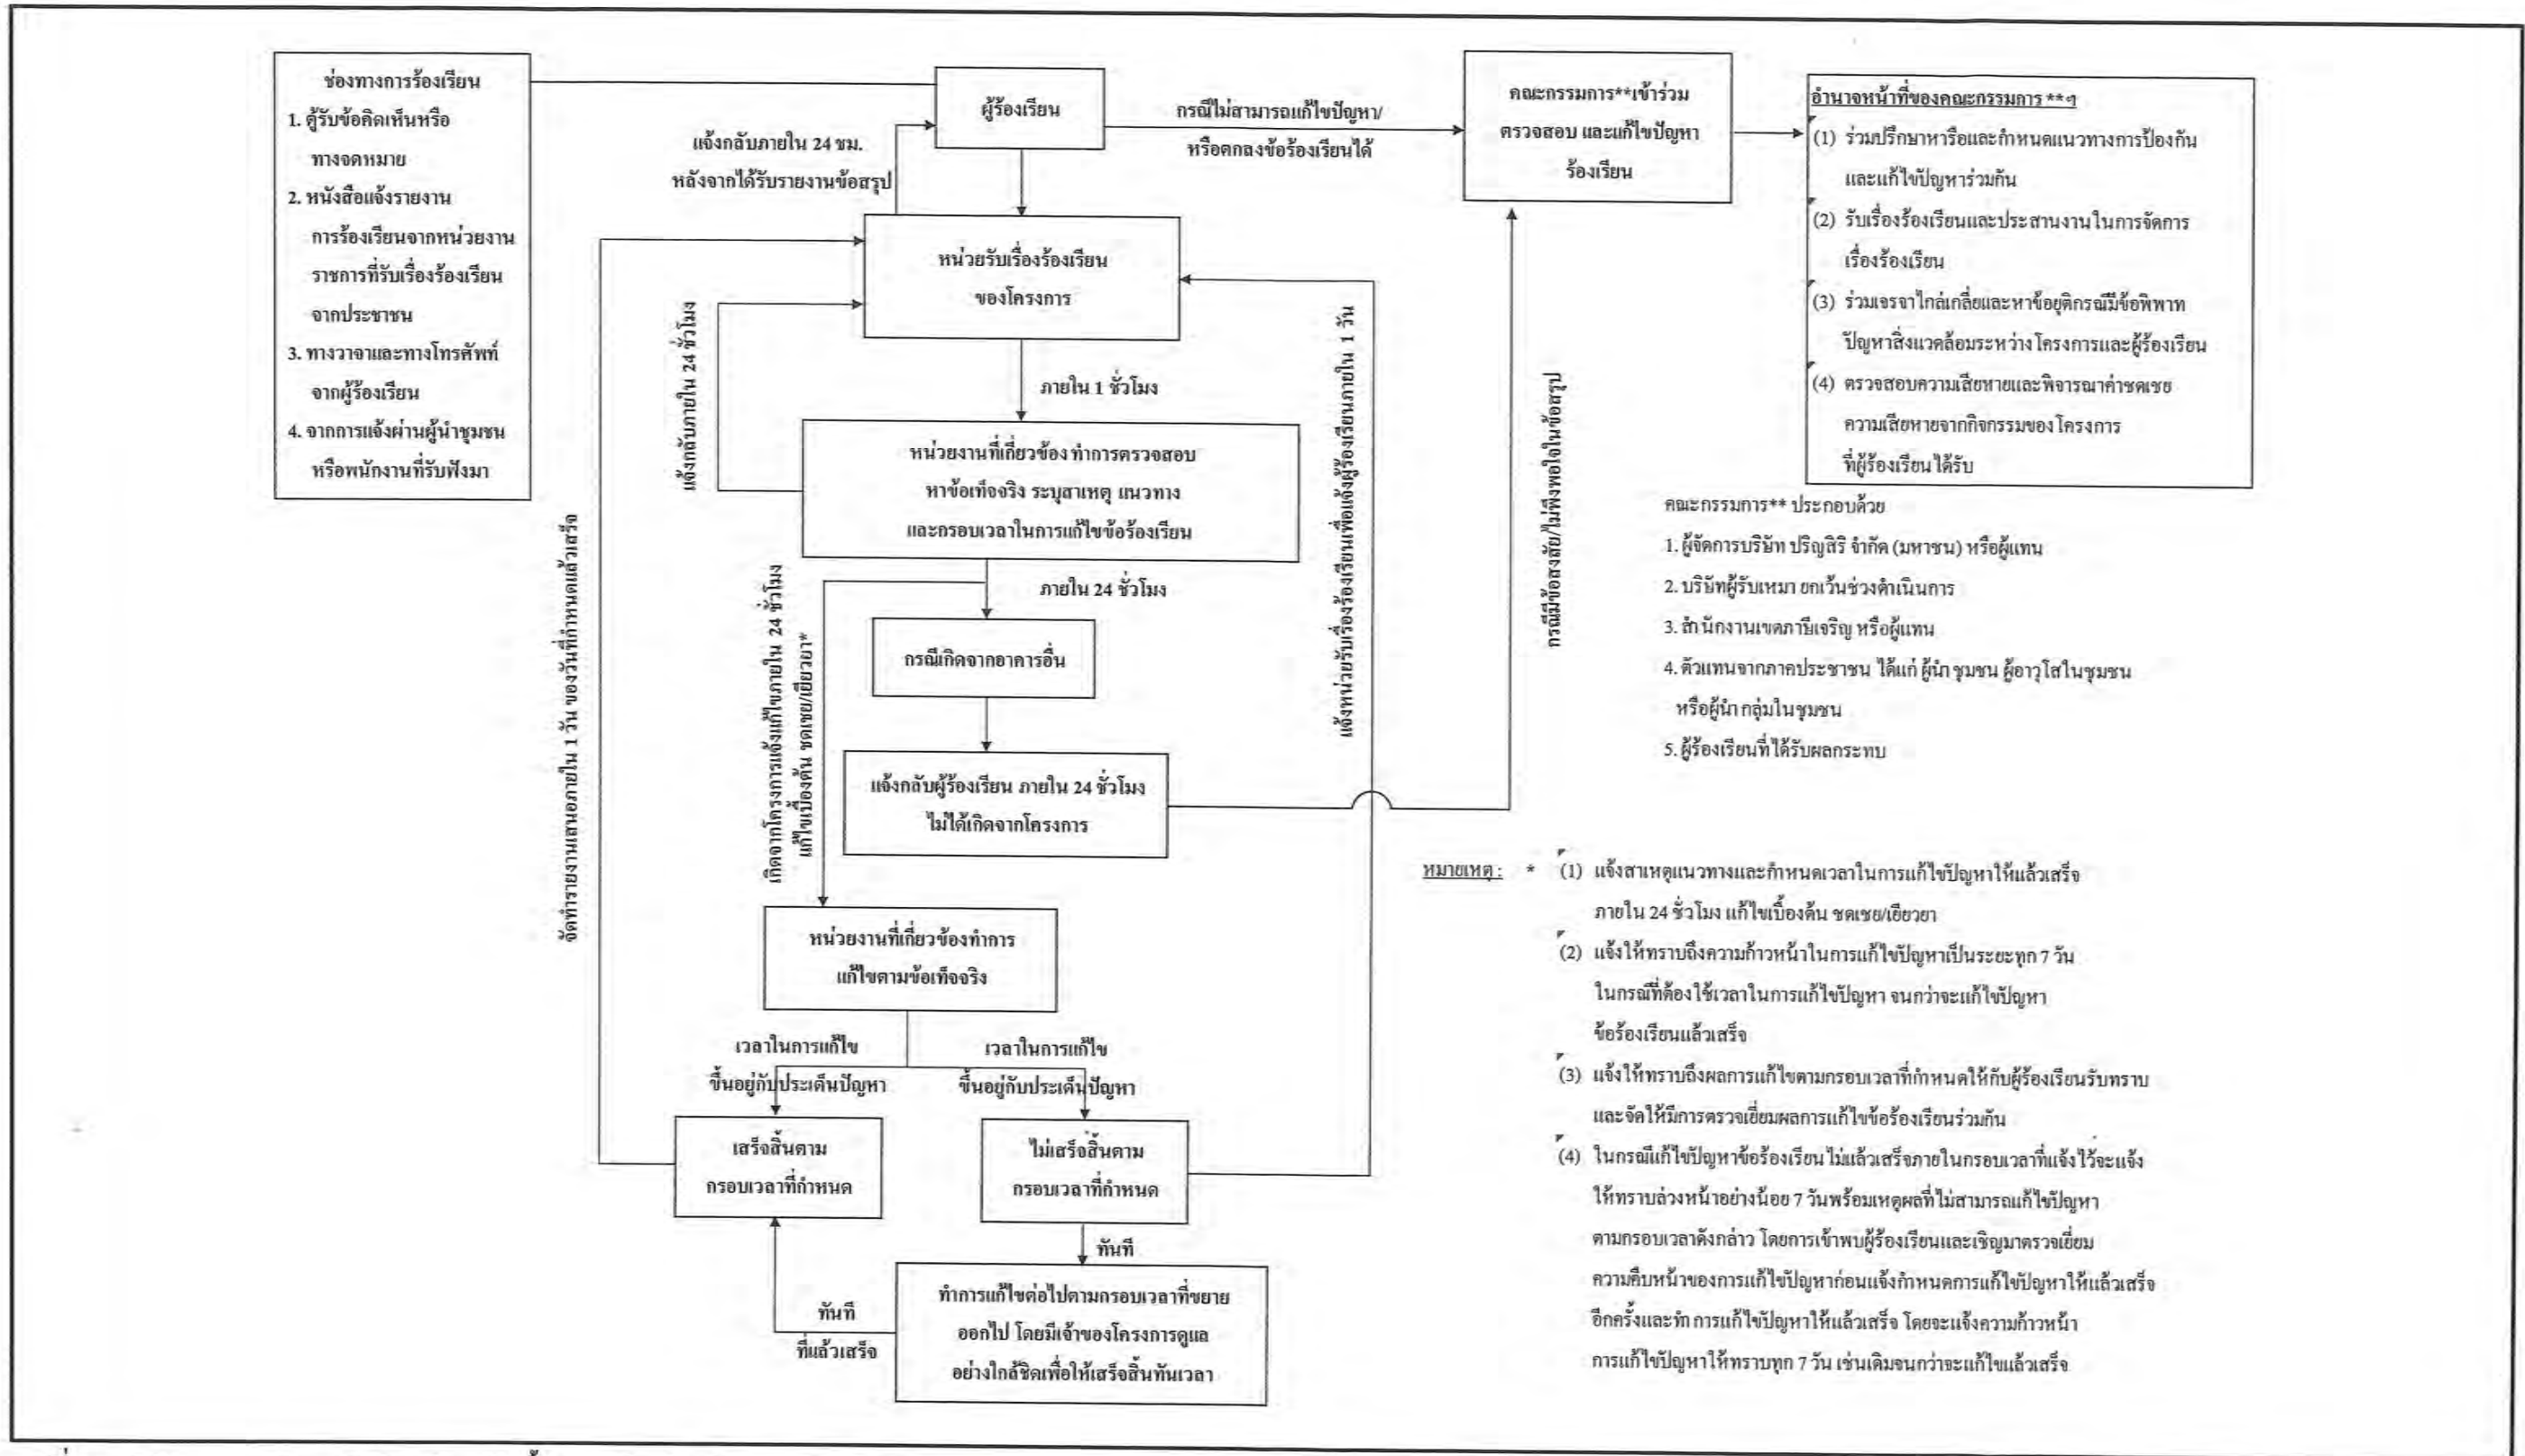 ช่องทางการร้องเรียน
1. ตู้รับข้อคิดเห็นหรือ
ทางจดหมาย
2. หนังสือแจ้งรายงาน
การร้องเรียนจากหน่วยงาน
ราชการที่รับเรื่องร้องเรียน
จากประชาชน
3. ทางวาจาและทางโทรศัพท์
จากผู้ร้องเรียน
4. จากการแจ้งผ่านผู้นำชุมชน
หรือพนักงานที่รับฟังมา
ผู้ร้องเรียน
แจ้งกลับภายใน 24 ชม.
หลังจากได้รับรายงานข้อสรุป
กรณีไม่สามารถแก้ไขปัญหา/
หรือตกลงข้อร้องเรียนได้
คณะกรรมการ**เข้าร่วม
ตรวจสอบ และแก้ไขปัญหา
ร้องเรียน
อำนาจหน้าที่ของคณะกรรมการ **ฯ
(1) ร่วมปรึกษาหารือและกำหนดแนวทางการป้องกัน
และแก้ไขปัญหาร่วมกัน
(2) รับเรื่องร้องเรียนและประสานงานในการจัดการ
เรื่องร้องเรียน
(3) ร่วมเจรจาไกล่เกลี่ยและหาข้อยุติกรณีมีข้อพิพาท
ปัญหาสิ่งแวดล้อมระหว่างโครงการและผู้ร้องเรียน
(4) ตรวจสอบความเสียหายและพิจารณาค่าชดเชย
ความเสียหายจากกิจกรรมของโครงการ
ที่ผู้ร้องเรียนได้รับ
หน่วยรับเรื่องร้องเรียน
ของโครงการ
แจ้งกลับภายใน 24 ชั่วโมง
ภายใน 1 ชั่วโมง
หน่วยงานที่เกี่ยวข้อง ทำการตรวจสอบ
หาข้อเท็จจริง ระบุสาเหตุ แนวทาง
และกรอบเวลาในการแก้ไขข้อร้องเรียน
แจ้งหน่วยรับเรื่องร้องเรียนเพื่อแจ้งผู้ร้องเรียนภายใน 1 วัน
กรณีมีข้อสงสัย/ไม่พึงพอใจในข้อสรุป
คณะกรรมการ** ประกอบด้วย
1. ผู้จัดการบริษัท ปริญสิริ จำกัด (มหาชน) หรือผู้แทน
2. บริษัทผู้รับเหมา ยกเว้นช่วงดำเนินการ
3. สำนักงานเขตภาษีเจริญ หรือผู้แทน
4. ตัวแทนจากภาคประชาชน ได้แก่ ผู้นำ ชุมชน ผู้อาวุโสในชุมชน
หรือผู้นำ กลุ่มในชุมชน
5. ผู้ร้องเรียนที่ได้รับผลกระทบ
จัดทำรายงานเสนอภายใน 1 วัน ของวันที่กำหนดแล้วเสร็จ
เกิดจากโครงการแจ้งแก้ไขภายใน 24 ชั่วโมง
แก้ไขเบื้องต้น ชดเชย/เยียวยา*
ภายใน 24 ชั่วโมง
กรณีเกิดจากอาคารอื่น
แจ้งกลับผู้ร้องเรียน ภายใน 24 ชั่วโมง
ไม่ได้เกิดจากโครงการ
หน่วยงานที่เกี่ยวข้องทำการ
แก้ไขตามข้อเท็จจริง
เวลาในการแก้ไข
ขึ้นอยู่กับประเด็นปัญหา
เวลาในการแก้ไข
ขึ้นอยู่กับประเด็นปัญหา
เสร็จสิ้นตาม
กรอบเวลาที่กำหนด
ไม่เสร็จสิ้นตาม
กรอบเวลาที่กำหนด
ทันที
ทันที
ที่แล้วเสร็จ
ทำการแก้ไขต่อไปตามกรอบเวลาที่ขยาย
ออกไป โดยมีเจ้าของโครงการดูแล
อย่างใกล้ชิดเพื่อให้เสร็จสิ้นทันเวลา
หมายเหตุ : * (1) แจ้งสาเหตุแนวทางและกำหนดเวลาในการแก้ไขปัญหาให้แล้วเสร็จ
ภายใน 24 ชั่วโมง แก้ไขเบื้องต้น ชดเชย/เยียวยา
(2) แจ้งให้ทราบถึงความก้าวหน้าในการแก้ไขปัญหาเป็นระยะทุก 7 วัน
ในกรณีที่ต้องใช้เวลาในการแก้ไขปัญหา จนกว่าจะแก้ไขปัญหา
ข้อร้องเรียนแล้วเสร็จ
(3) แจ้งให้ทราบถึงผลการแก้ไขตามกรอบเวลาที่กำหนดให้กับผู้ร้องเรียนรับทราบ
และจัดให้มีการตรวจเยี่ยมผลการแก้ไขข้อร้องเรียนร่วมกัน
(4) ในกรณีแก้ไขปัญหาข้อร้องเรียน ไม่แล้วเสร็จภายในกรอบเวลาที่แจ้งไว้จะแจ้ง
ให้ทราบล่วงหน้าอย่างน้อย 7 วันพร้อมเหตุผลที่ไม่สามารถแก้ไขปัญหา
ตามกรอบเวลาดังกล่าว โดยการเข้าพบผู้ร้องเรียนและเชิญมาตรวจเยี่ยม
ความคืบหน้าของการแก้ไขปัญหาก่อนแจ้งกำหนดการแก้ไขปัญหาให้แล้วเสร็จ
อีกครั้งและทำ การแก้ไขปัญหาให้แล้วเสร็จ โดยจะแจ้งความก้าวหน้า
การแก้ไขปัญหาให้ทราบทุก 7 วัน เช่นเดิมจนกว่าจะแก้ไขแล้วเสร็จ